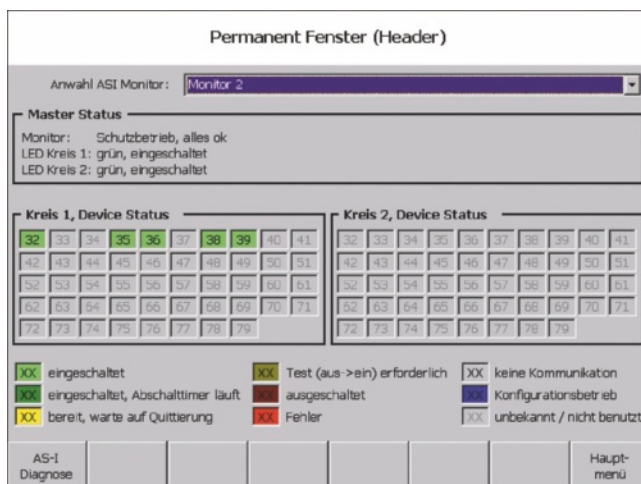 Permanent Fenster (Header)
Anwahl ASI Monitor: Monitor 2
Master Status
Monitor: Schutzbetrieb, alles ok
LED Kreis 1: grün, eingeschaltet
LED Kreis 2: grün, eingeschaltet
Kreis 1, Device Status
32 33 34 35 36 37 38 39 40 41
42 43 44 45 46 47 48 49 50 51
52 53 54 55 56 57 58 59 60 61
62 63 64 65 66 67 68 69 70 71
72 73 74 75 76 77 78 79
Kreis 2, Device Status
32 33 34 35 36 37 38 39 40 41
42 43 44 45 46 47 48 49 50 51
52 53 54 55 56 57 58 59 60 61
62 63 64 65 66 67 68 69 70 71
72 73 74 75 76 77 78 79
XX eingeschaltet
XX eingeschaltet, Abschalttimer läuft
XX bereit, warte auf Quittierung
XX Test (aus->ein) erforderlich
XX ausgeschaltet
XX Fehler
XX keine Kommunikation
XX Konfigurationsbetrieb
XX unbekannt / nicht benutzt
AS-I
Diagnose
Haupt-
menü